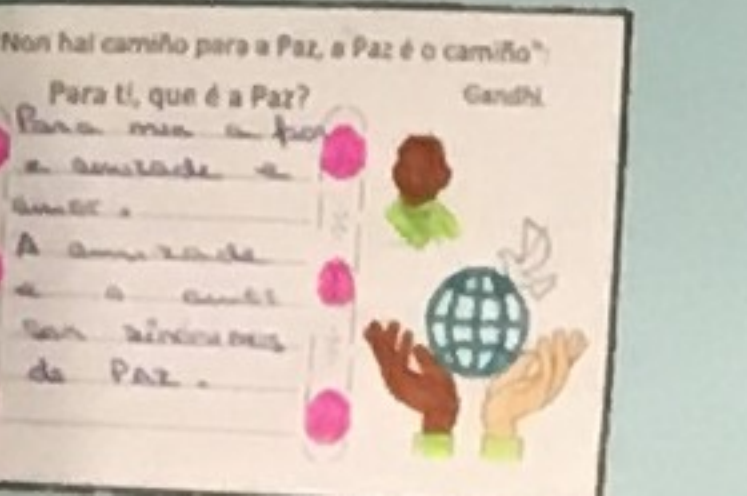 Non hai camiño para a Paz, a Paz é o camiño":
Para ti, que é a Paz?
Gandhi.
Para min a paz
e amizade e
amor.
A amizade
e o amor
son sinónimos
da PAZ.